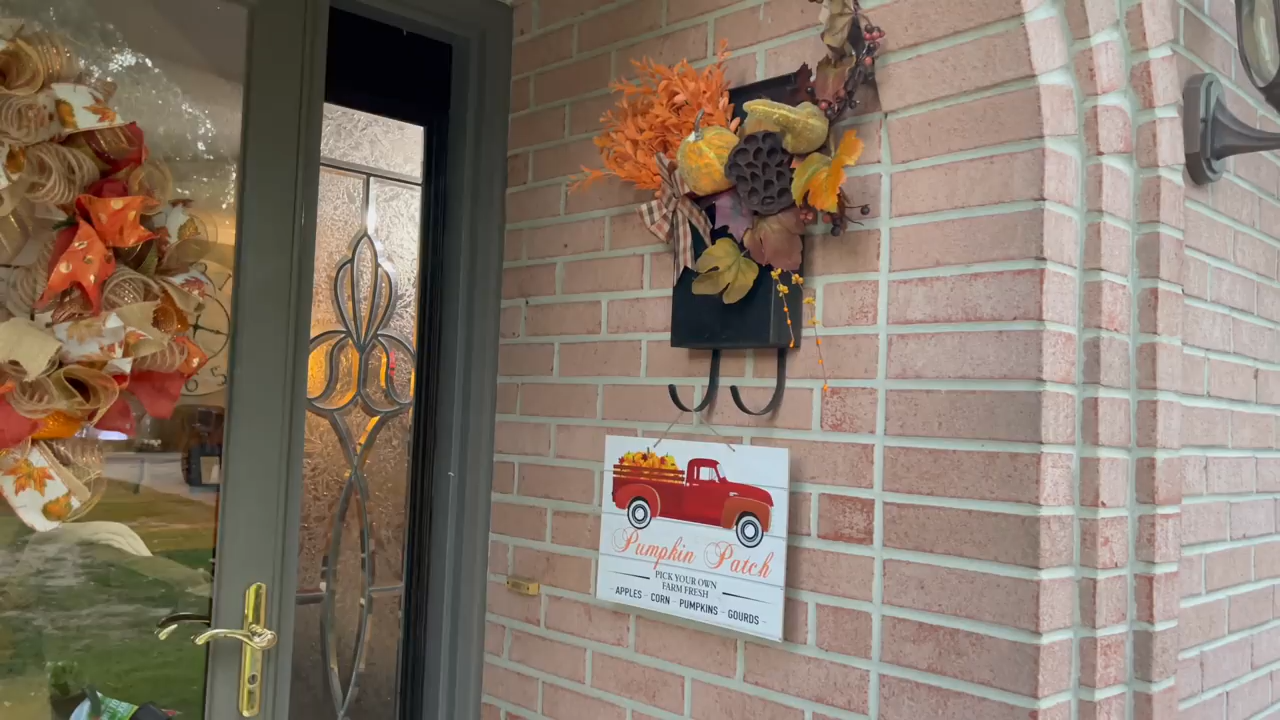 Pumpkin Patch
PICK YOUR OWN
FARM FRESH
APPLES - CORN - PUMPKINS - GOURDS